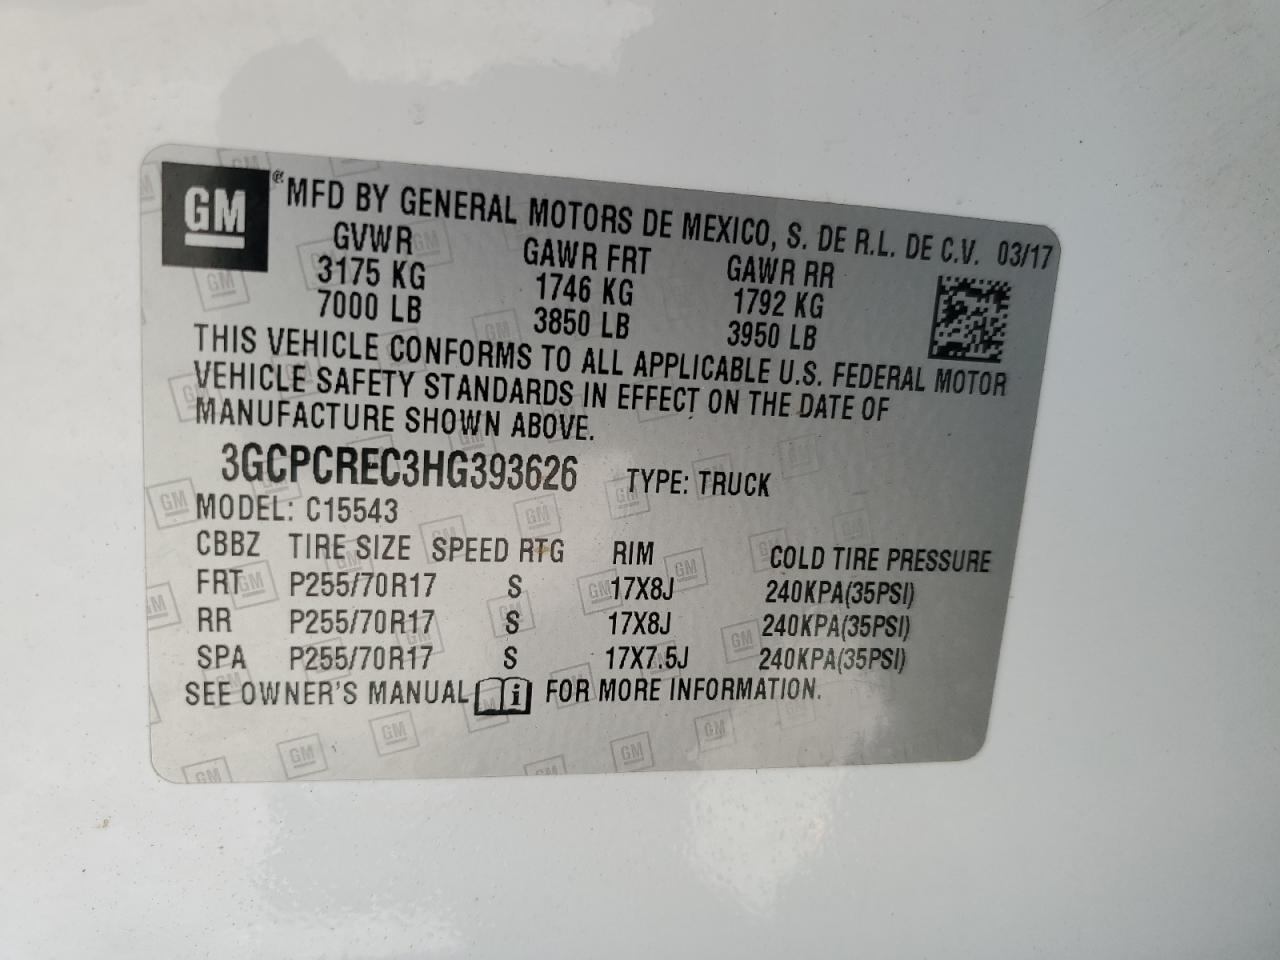 GM ® MFD BY GENERAL MOTORS DE MEXICO, S. DE R.L. DE C.V. 03/17
GVWR GAWR FRT GAWR RR
3175 KG 1746 KG 1792 KG
7000 LB 3850 LB 3950 LB
THIS VEHICLE CONFORMS TO ALL APPLICABLE U.S. FEDERAL MOTOR
VEHICLE SAFETY STANDARDS IN EFFECT ON THE DATE OF
MANUFACTURE SHOWN ABOVE.
3GCPCREC3HG393626 TYPE: TRUCK
MODEL: C15543
CBBZ TIRE SIZE SPEED RTG RIM COLD TIRE PRESSURE
FRT P255/70R17 S 17X8J 240KPA(35PSI)
RR P255/70R17 S 17X8J 240KPA(35PSI)
SPA P255/70R17 S 17X7.5J 240KPA(35PSI)
SEE OWNER'S MANUAL i FOR MORE INFORMATION.